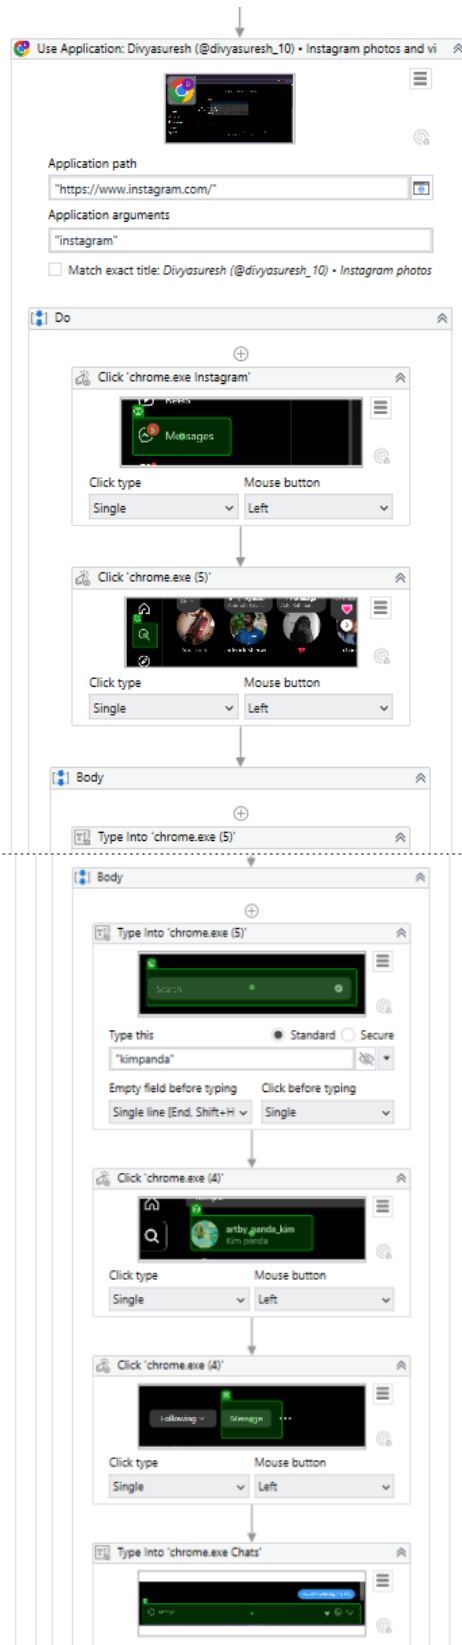 Use Application: Divyasuresh (@divyasuresh_10) • Instagram photos and vi
Application path
"https://www.instagram.com/"
Application arguments
"instagram"
Match exact title: Divyasuresh (@divyasuresh_10) • Instagram photos
Do
Click 'chrome.exe Instagram'
Reels
5
Messages
Click type
Mouse button
Single
Left
Click 'chrome.exe (5)'
Click type
Mouse button
Single
Left
Body
Type Into 'chrome.exe (5)'
Body
Type Into 'chrome.exe (5)'
Search
Type this
Standard
Secure
"kimpanda"
Empty field before typing
Click before typing
Single line [End, Shift+H
Single
Click 'chrome.exe (4)'
artby_panda_kim
Kim panda
Click type
Mouse button
Single
Left
Click 'chrome.exe (4)'
Following
Message
Click type
Mouse button
Single
Left
Type Into 'chrome.exe Chats'